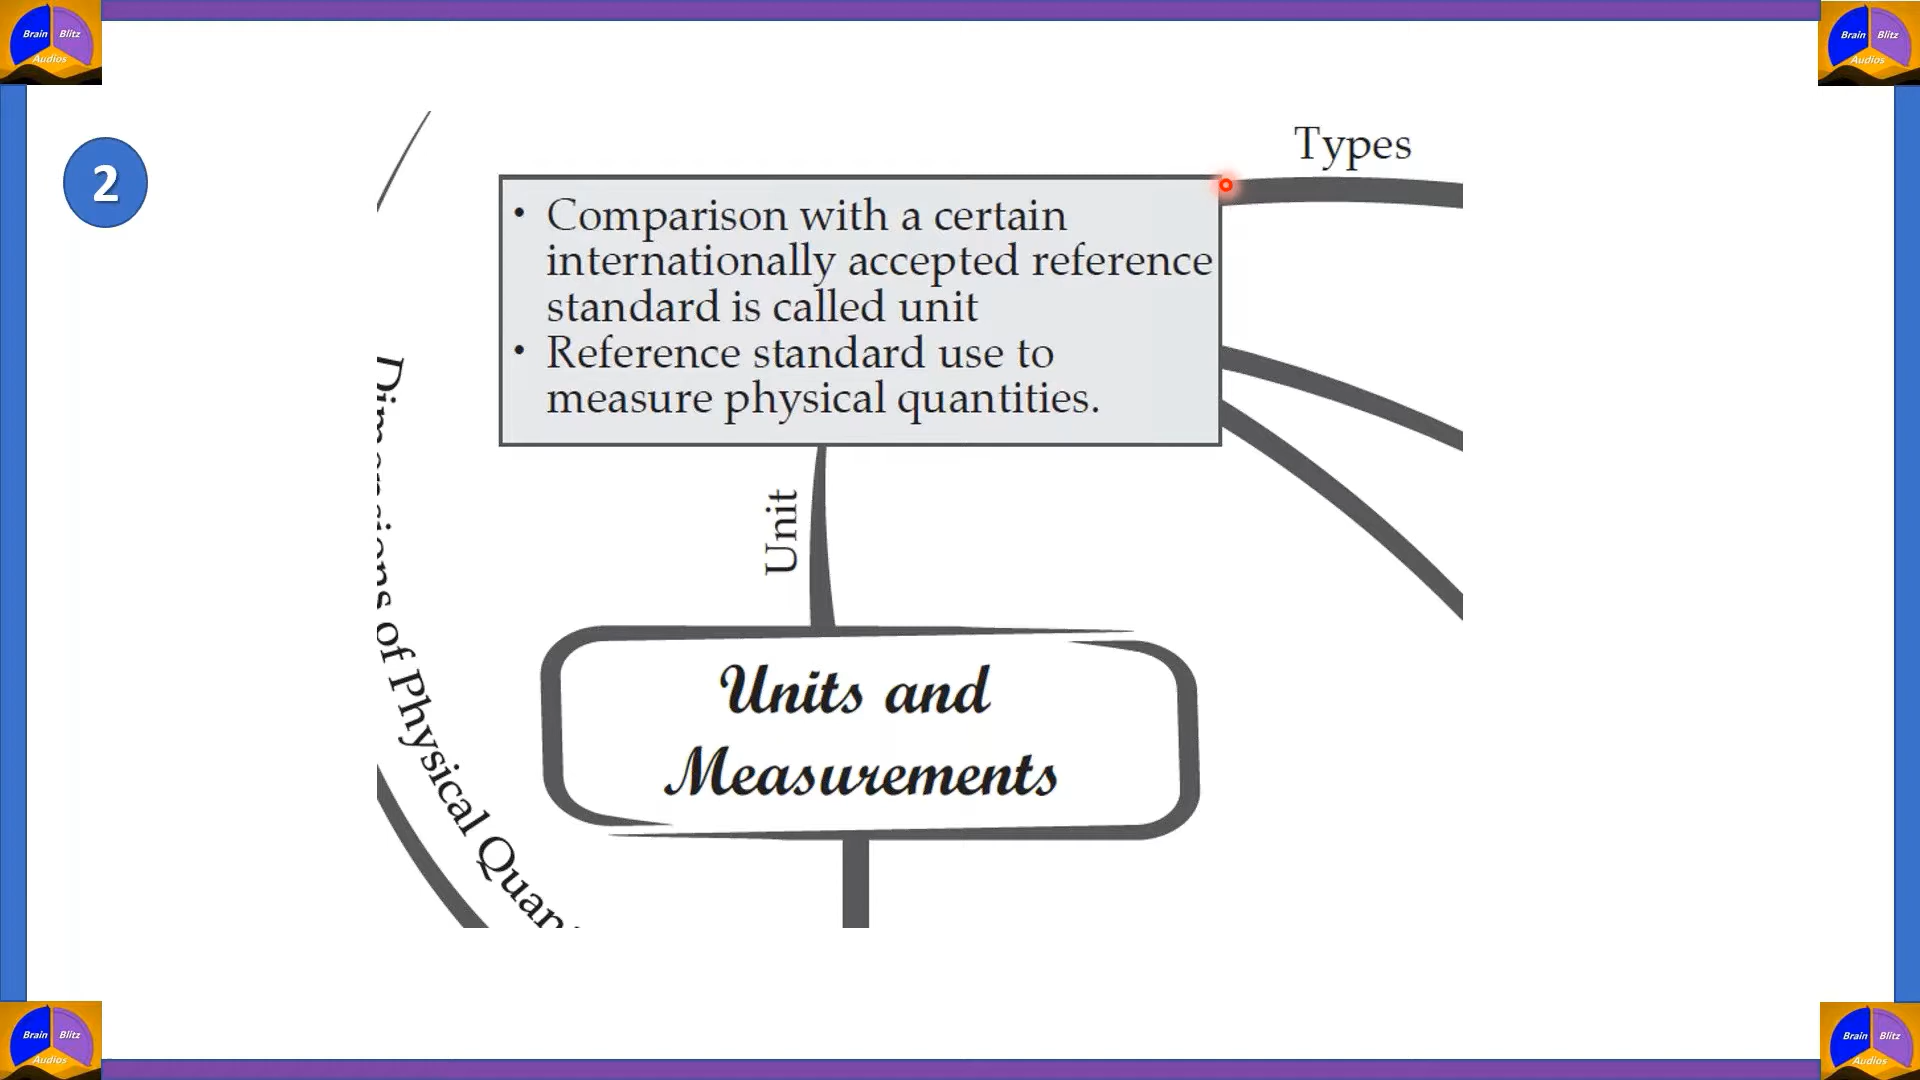 Brain Blitz
Audios
Brain Blitz
Audios
2
Types
• Comparison with a certain
internationally accepted reference
standard is called unit
• Reference standard use to
measure physical quantities.
Unit
Dimensions of Physical
Units and
Measurements
Brain Blitz
Audios
Brain Blitz
Audios